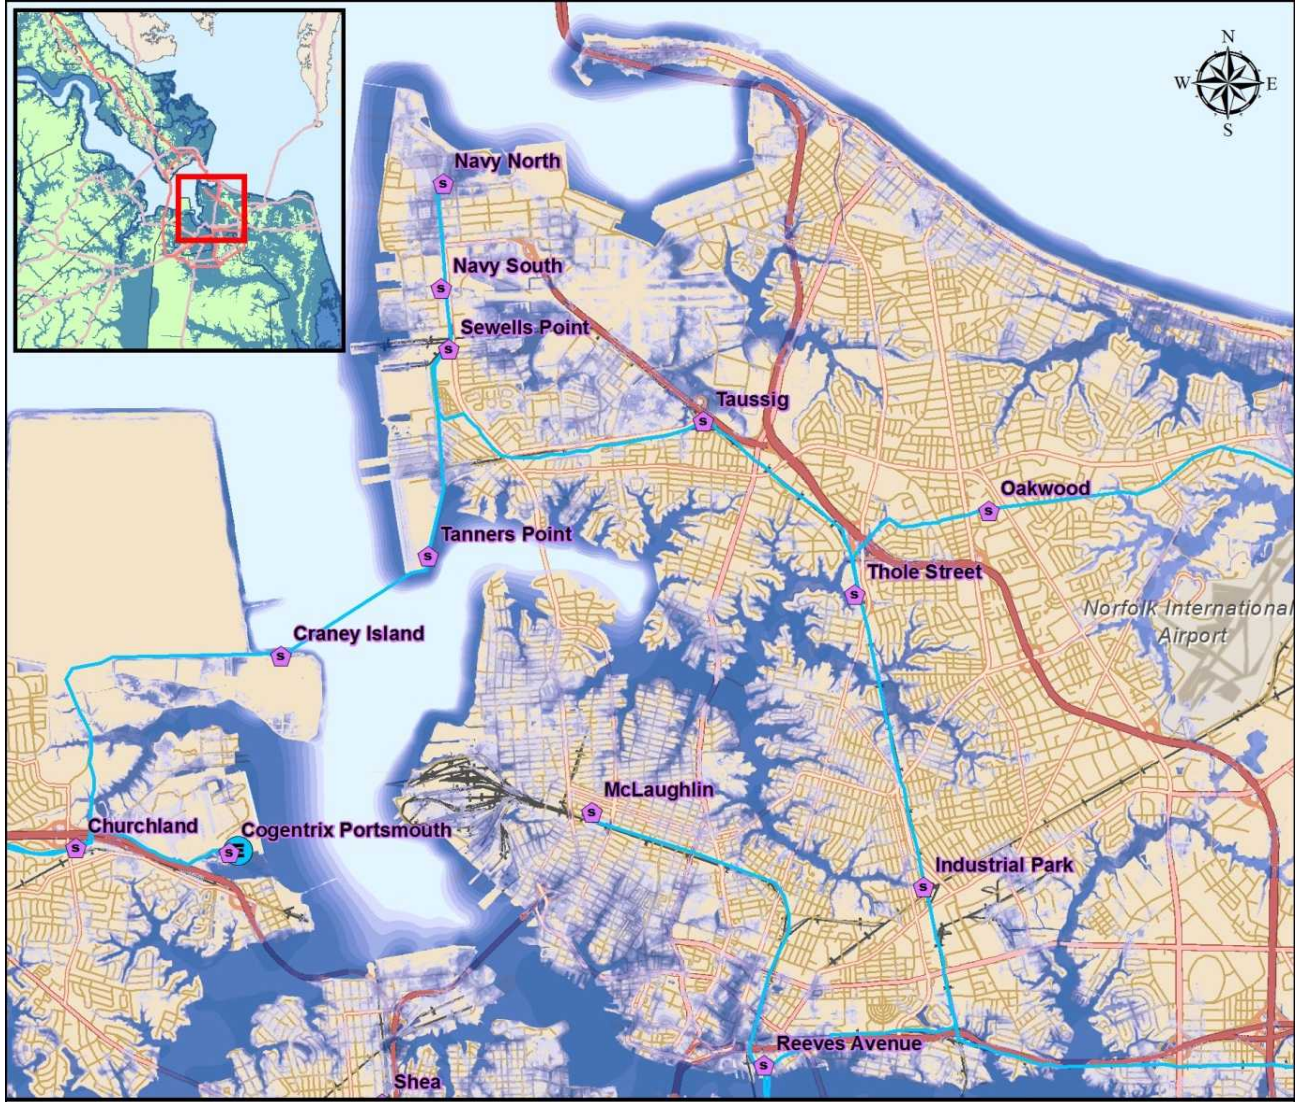 N
W E
S
Navy North
S
Navy South
S
Sewells Point
S
Taussig
S
Oakwood
S
Tanners Point
S
Thole Street
S
Norfolk International
Airport
Craney Island
S
McLaughlin
S
Churchland
S
Cogentrix Portsmouth
S
Industrial Park
S
Reeves Avenue
S
Shea